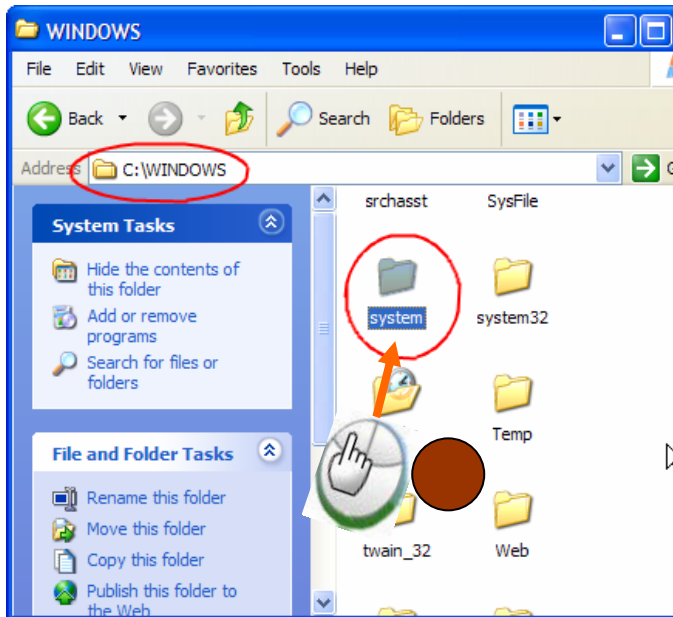 WINDOWS
File Edit View Favorites Tools Help
Back Search Folders
Address C:\WINDOWS
System Tasks
Hide the contents of
this folder
Add or remove
programs
Search for files or
folders
File and Folder Tasks
Rename this folder
Move this folder
Copy this folder
Publish this folder to
the Web
srchasst SysFile
system system32
Temp
twain_32 Web